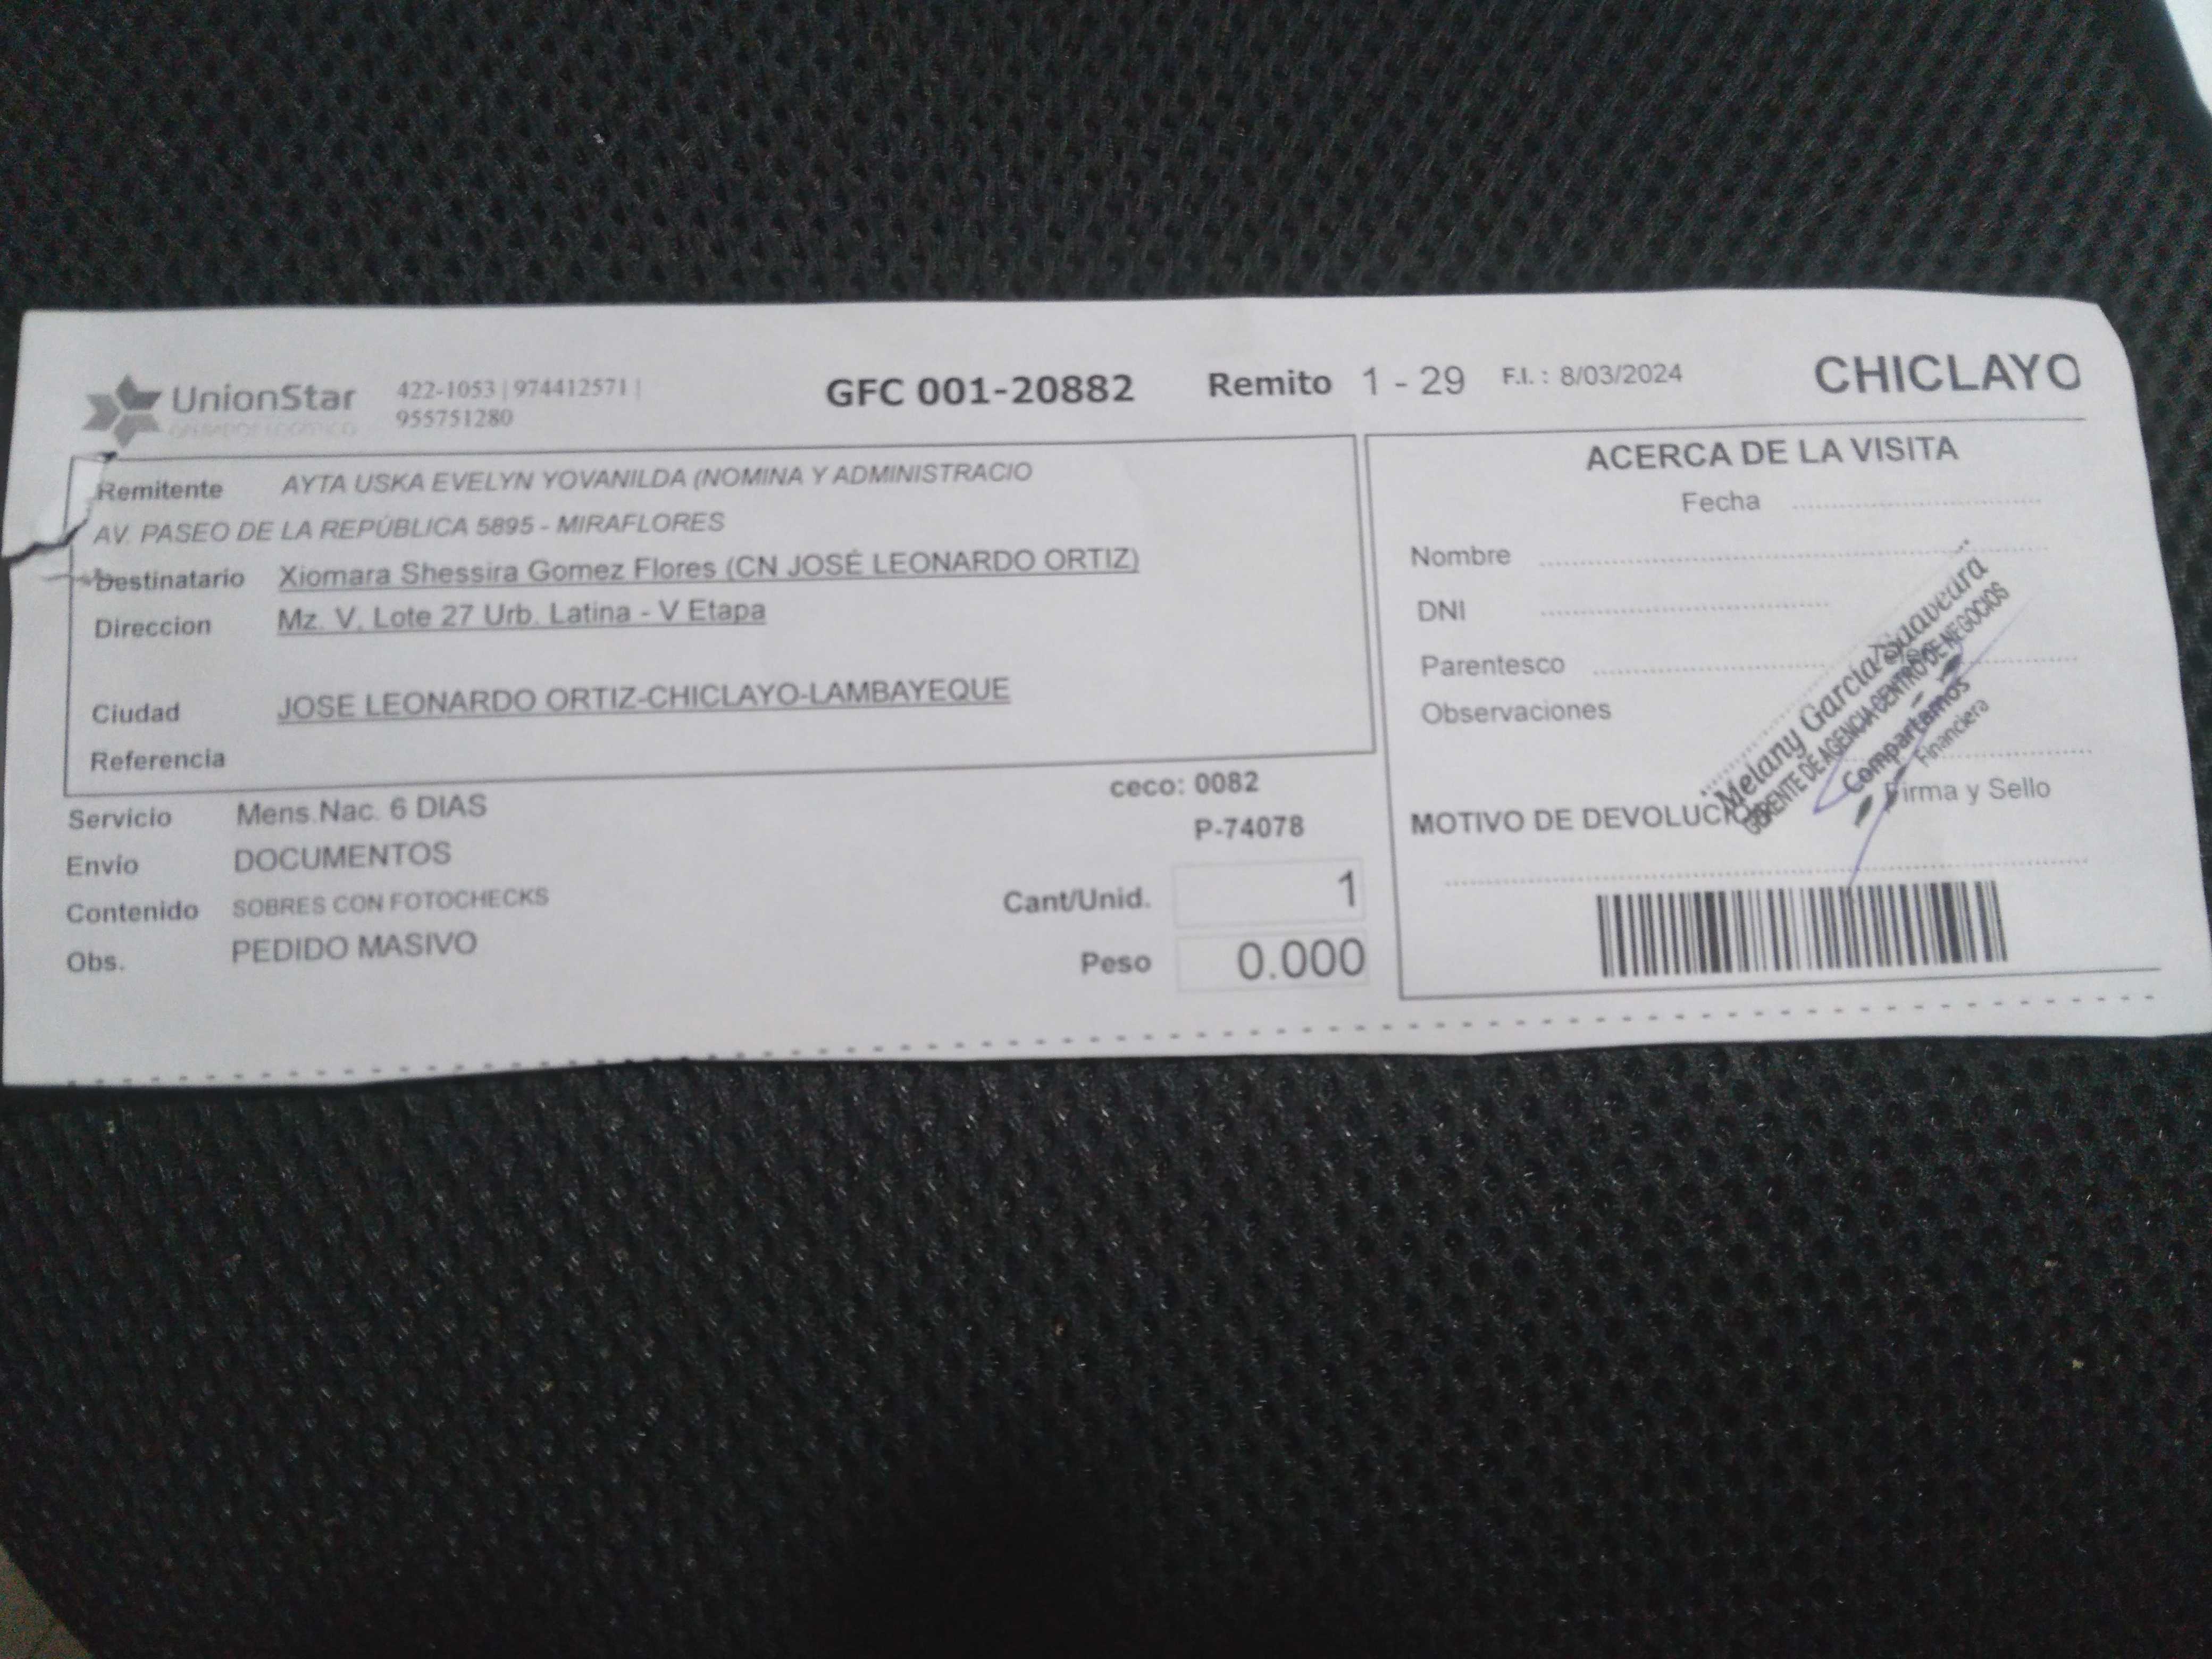 UnionStar
OPERADOR LOGISTICO
422-1053 | 974412571 |
955751280
GFC 001-20882
Remito 1 - 29
F.I. : 8/03/2024
CHICLAYO
Remitente AYTA USKA EVELYN YOVANILDA (NOMINA Y ADMINISTRACIO
AV. PASEO DE LA REPÚBLICA 5895 - MIRAFLORES
Destinatario Xiomara Shessira Gomez Flores (CN JOSÉ LEONARDO ORTIZ)
Direccion Mz. V, Lote 27 Urb. Latina - V Etapa
Ciudad JOSE LEONARDO ORTIZ-CHICLAYO-LAMBAYEQUE
Referencia
Servicio Mens.Nac. 6 DIAS
Envío DOCUMENTOS
Contenido SOBRES CON FOTOCHECKS
Obs. PEDIDO MASIVO
ceco: 0082
P-74078
Cant/Unid. 1
Peso 0.000
ACERCA DE LA VISITA
Fecha
Nombre
DNI
Parentesco
Observaciones
Melany García
GERENTE DE AGENCIA CENTRO DE NEGOCIOS
Compartamos
Financiera
Firma y Sello
MOTIVO DE DEVOLUCIÓN